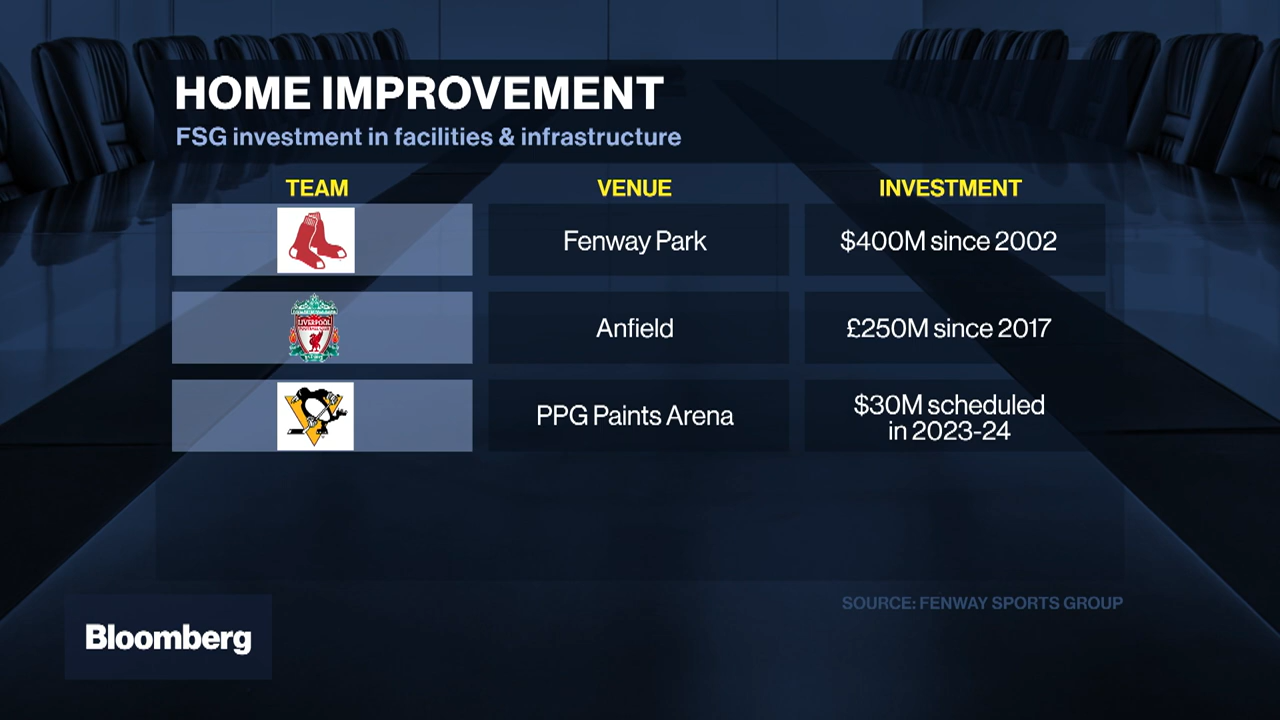 HOME IMPROVEMENT
FSG investment in facilities & infrastructure
TEAM VENUE INVESTMENT
Fenway Park $400M since 2002
LIVERPOOL
Anfield £250M since 2017
PPG Paints Arena $30M scheduled
in 2023-24
SOURCE: FENWAY SPORTS GROUP
Bloomberg